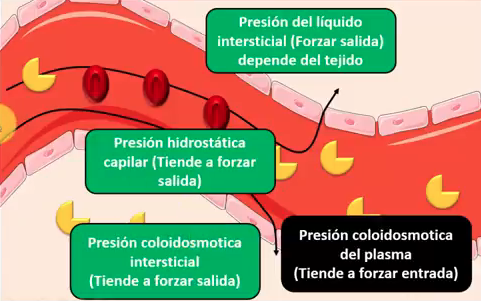 Presión del líquido
intersticial (Forzar salida)
depende del tejido
Presión hidrostática
capilar (Tiende a forzar
salida)
Presión coloidosmotica
intersticial
(Tiende a forzar salida)
Presión coloidosmotica
del plasma
(Tiende a forzar entrada)